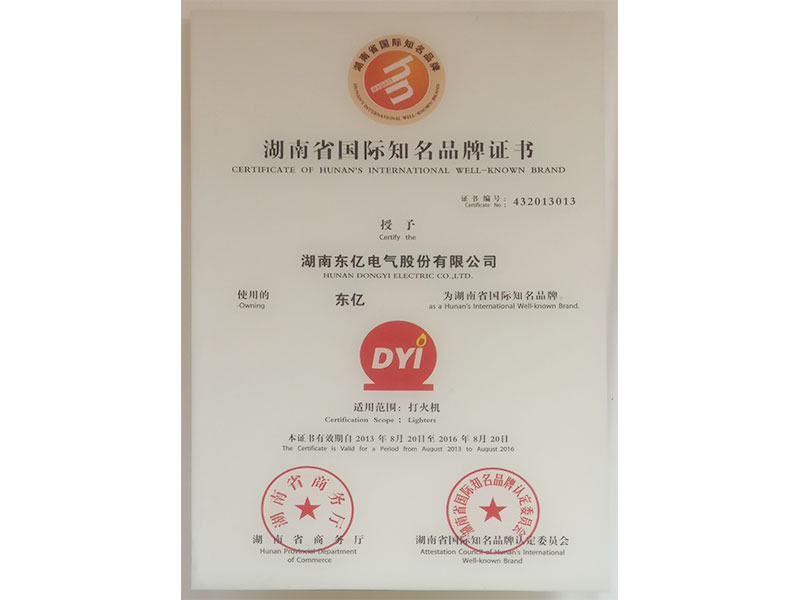 湖南省国际知名品牌
HUNAN'S INTERNATIONAL WELL-KNOWN BRAND
湖南省国际知名品牌证书
CERTIFICATE OF HUNAN'S INTERNATIONAL WELL-KNOWN BRAND
证书编号: 432013013
Certificate No:
授 予
Certify the
湖南东亿电气股份有限公司
HUNAN DONGYI ELECTRIC CO.,LTD.
使用的 东亿 为湖南省国际知名品牌。
-Owning as a Hunan's International Well-known Brand.
DYi
适用范围: 打火机
Certification Scope: Lighters
本证书有效期自 2013 年 8月 20日至 2016 年 8月 20日
The Certificate is Valid for a Period from August 2013 to August 2016
湖南省商务厅
湖南省国际知名品牌认定委员会
湖南省商务厅 湖南省国际知名品牌认定委员会
Hunan Provincial Department Attestation Council of Hunan's International
of Commerce Well-known Brand